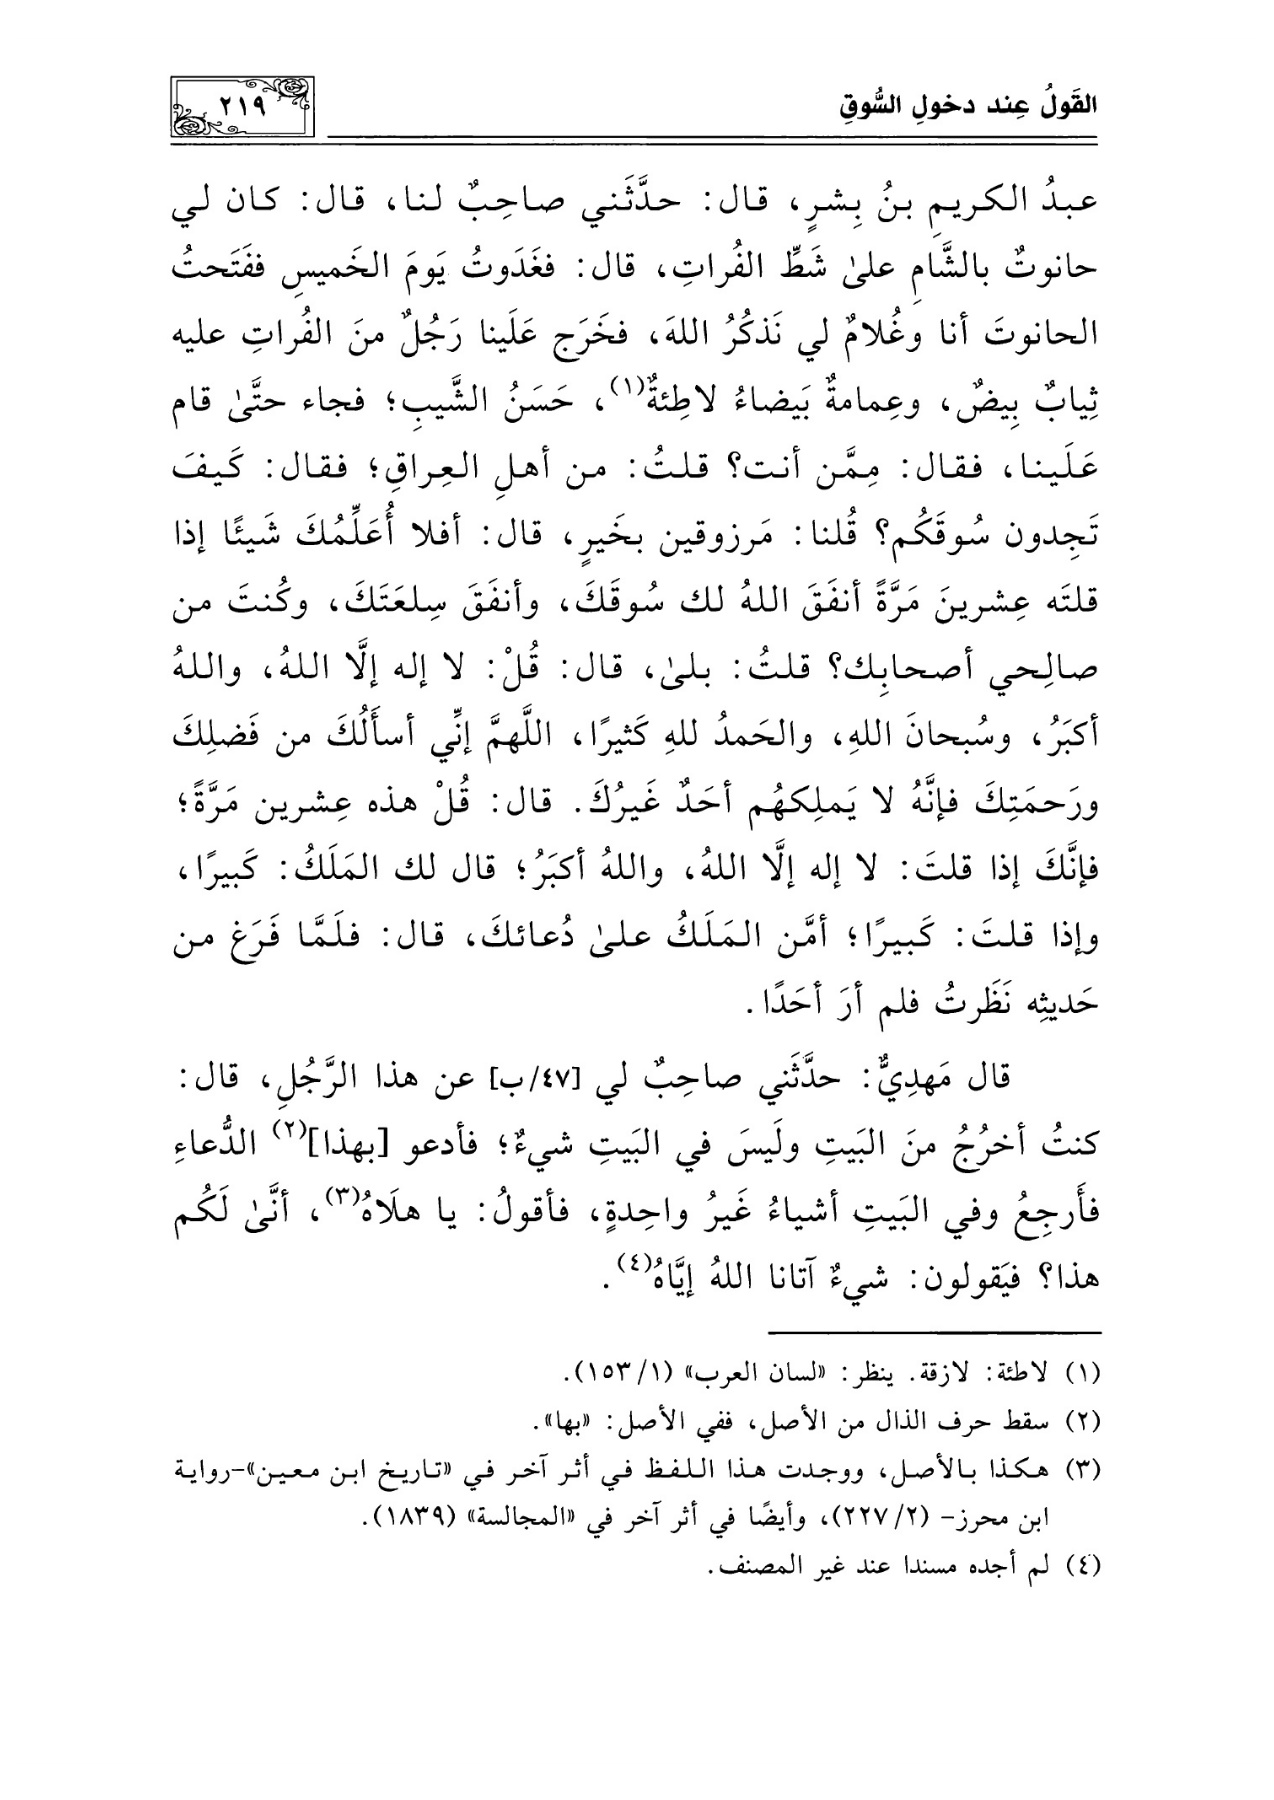 القَولُ عِند دخولِ السُّوقِ
٢١٩
عبدُ الكريمِ بنُ بِشرٍ، قال: حدَّثَني صاحِبٌ لنا، قال: كان لي
حانوتٌ بالشَّامِ علىٰ شَطِّ الفُراتِ، قال: فغَدَوتُ يَومَ الخَميسِ ففَتَحتُ
الحانوتَ أنا وغُلامٌ لي نَذكُرُ اللهَ، فخَرَج عَلَينا رَجُلٌ منَ الفُراتِ عليه
ثِيابٌ بِيضٌ، وعِمامةٌ بَيضاءُ لاطِئةٌ(١)، حَسَنُ الشَّيبِ؛ فجاء حتَّىٰ قام
عَلَينا، فقال: مِمَّن أنت؟ قلتُ: من أهلِ العِراقِ؛ فقال: كَيفَ
تَجِدون سُوقَكُم؟ قُلنا: مَرزوقين بخَيرٍ، قال: أفلا أُعَلِّمُكَ شَيئًا إذا
قلتَه عِشرينَ مَرَّةً أنفَقَ اللهُ لك سُوقَكَ، وأنفَقَ سِلعَتَكَ، وكُنتَ من
صالِحي أصحابِك؟ قلتُ: بلىٰ، قال: قُلْ: لا إله إلَّا اللهُ، واللهُ
أكبَرُ، وسُبحانَ اللهِ، والحَمدُ للهِ كَثيرًا، اللَّهمَّ إنِّي أسأَلُكَ من فَضلِكَ
ورَحمَتِكَ فإنَّهُ لا يَملِكهُم أحَدٌ غَيرُكَ. قال: قُلْ هذه عِشرين مَرَّةً؛
فإنَّكَ إذا قلتَ: لا إله إلَّا اللهُ، واللهُ أكبَرُ؛ قال لك المَلَكُ: كَبيرًا،
وإذا قلتَ: كَبيرًا؛ أمَّن المَلَكُ علىٰ دُعائكَ، قال: فلَمَّا فَرَغ من
حَديثِه نَظَرتُ فلم أرَ أحَدًا.
قال مَهدِيٌّ: حدَّثَني صاحِبٌ لي [٤٧/ب] عن هذا الرَّجُلِ، قال:
كنتُ أخرُجُ منَ البَيتِ ولَيسَ في البَيتِ شيءٌ؛ فأدعو [بهذا](٢) الدُّعاءِ
فأَرجِعُ وفي البَيتِ أشياءُ غَيرُ واحِدةٍ، فأقولُ: يا هلَاهُ(٣)، أنَّىٰ لَكُم
هذا؟ فيَقولون: شيءٌ آتانا اللهُ إيَّاهُ(٤).
(١) لاطئة: لازقة. ينظر: «لسان العرب» (١/ ١٥٣).
(٢) سقط حرف الذال من الأصل، ففي الأصل: «بها».
(٣) هكذا بالأصل، ووجدت هذا اللفظ في أثر آخر في «تاريخ ابن معين»-رواية
ابن محرز- (٢/ ٢٢٧)، وأيضًا في أثر آخر في «المجالسة» (١٨٣٩).
(٤) لم أجده مسندا عند غير المصنف.